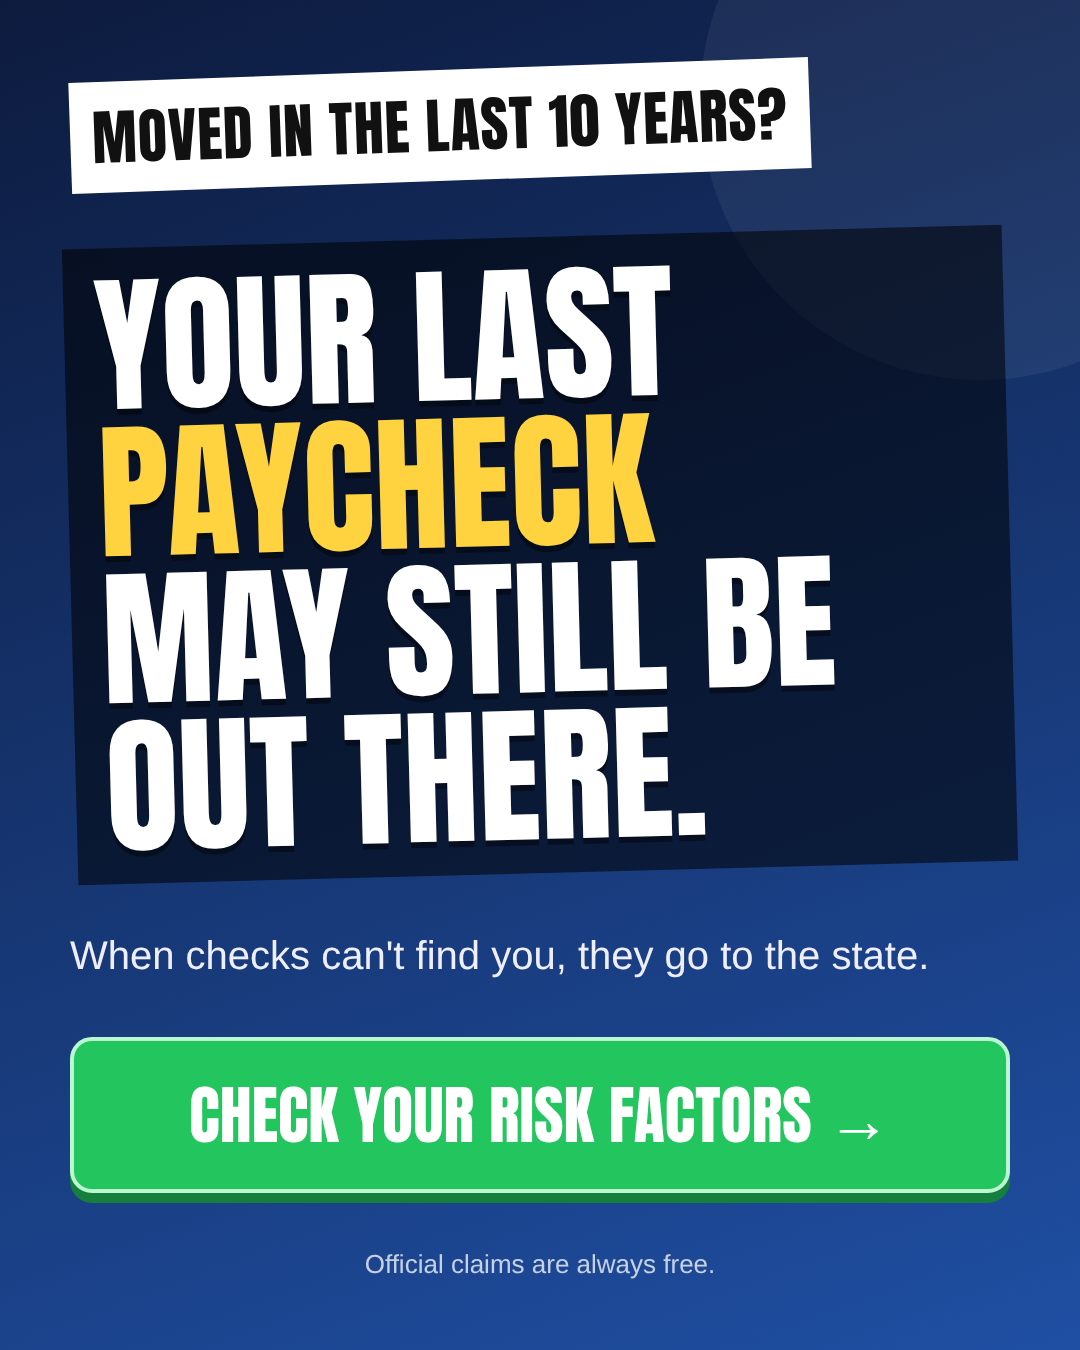 MOVED IN THE LAST 10 YEARS?
YOUR LAST
PAYCHECK
MAY STILL BE
OUT THERE.
When checks can't find you, they go to the state.
CHECK YOUR RISK FACTORS →
Official claims are always free.